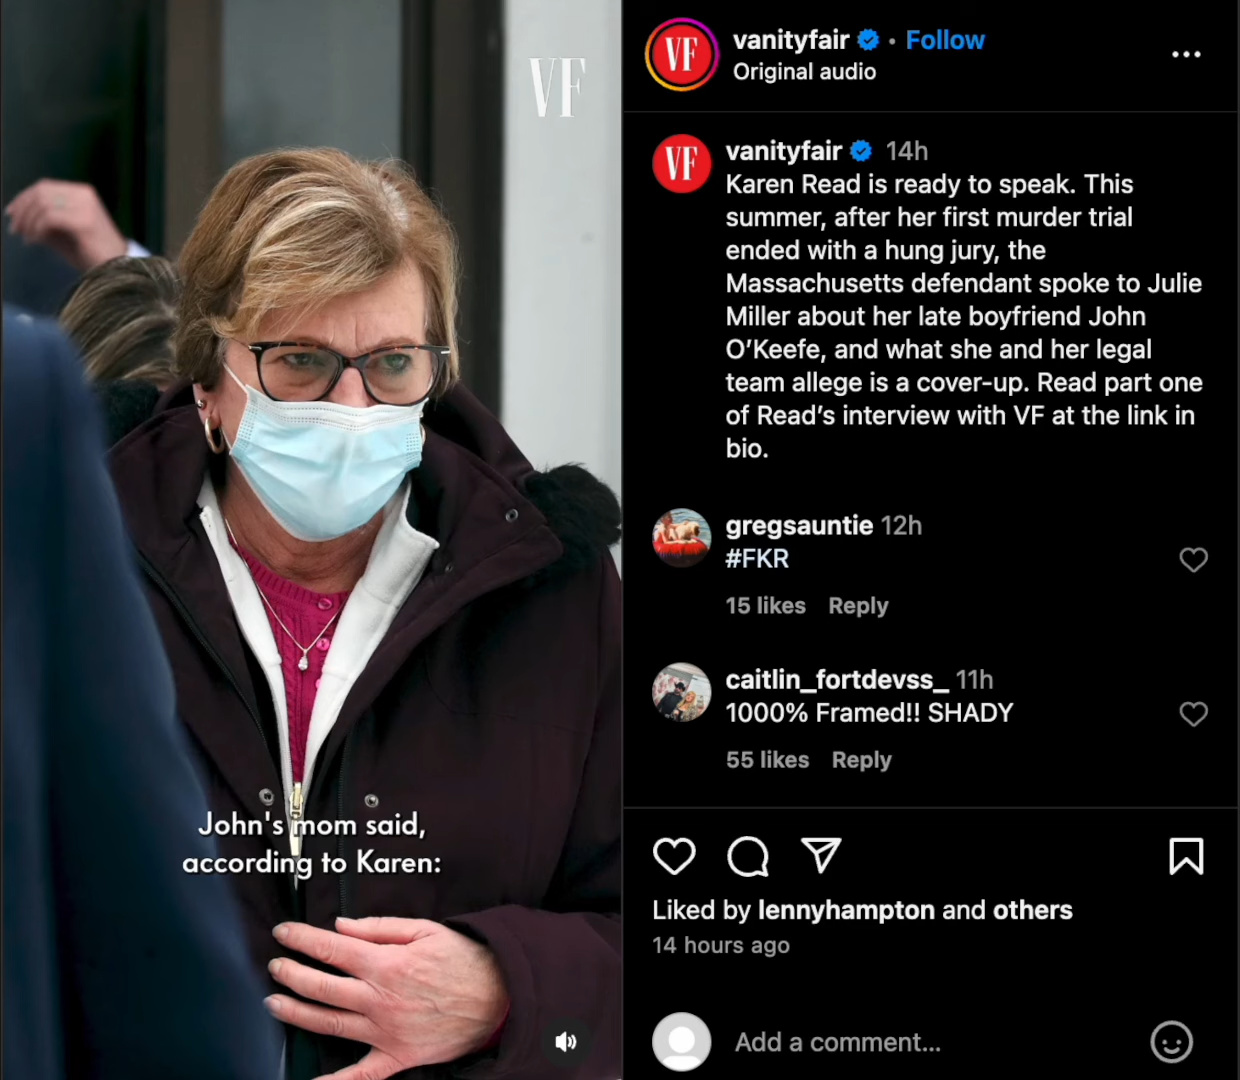 VF
John's mom said,
according to Karen:
VF
vanityfair • Follow
Original audio
VF
vanityfair 14h
Karen Read is ready to speak. This
summer, after her first murder trial
ended with a hung jury, the
Massachusetts defendant spoke to Julie
Miller about her late boyfriend John
O’Keefe, and what she and her legal
team allege is a cover-up. Read part one
of Read’s interview with VF at the link in
bio.
gregsauntie 12h
#FKR
15 likes Reply
caitlin_fortdevss_ 11h
1000% Framed!! SHADY
55 likes Reply
Liked by lennyhampton and others
14 hours ago
Add a comment...